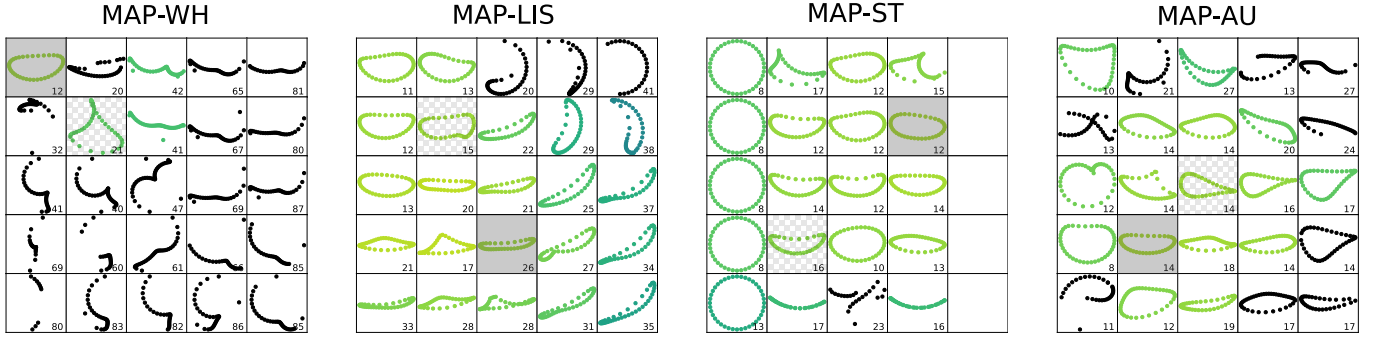 MAP-WH MAP-LIS MAP-ST MAP-AU
12 20 42 65 81 11 13 20 29 41 8 17 12 15 10 21 27 13 27
32 21 41 67 80 12 15 22 29 38 8 12 12 12 13 14 14 20 24
41 40 47 69 87 13 20 21 25 37 8 14 12 14 12 14 14 16 17
69 60 61 66 85 21 17 26 27 34 8 16 10 13 8 14 18 14 14
80 83 82 86 85 33 28 28 31 35 13 17 23 16 11 12 19 17 17